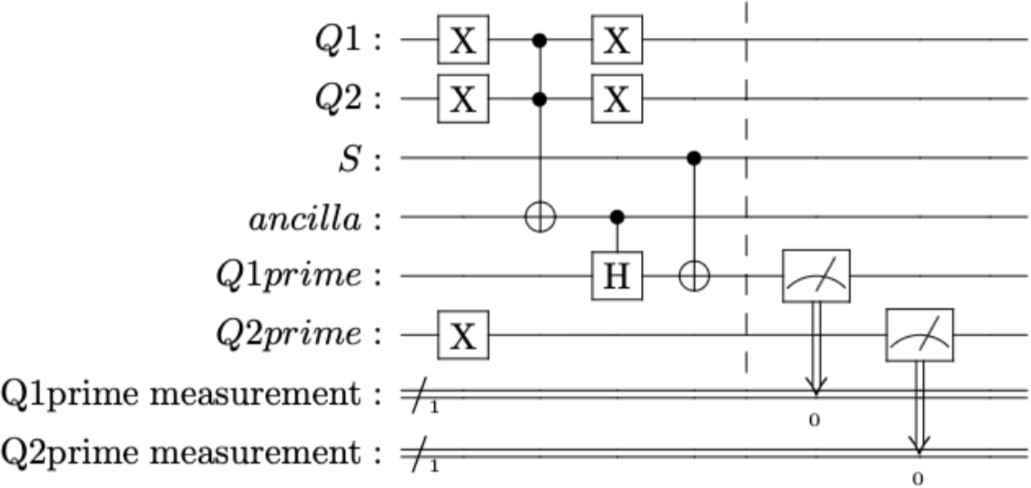 Q1 : X X
Q2 : X X
S :
ancilla :
Q1prime : H
Q2prime : X
Q1prime measurement : 1 0
Q2prime measurement : 1 0